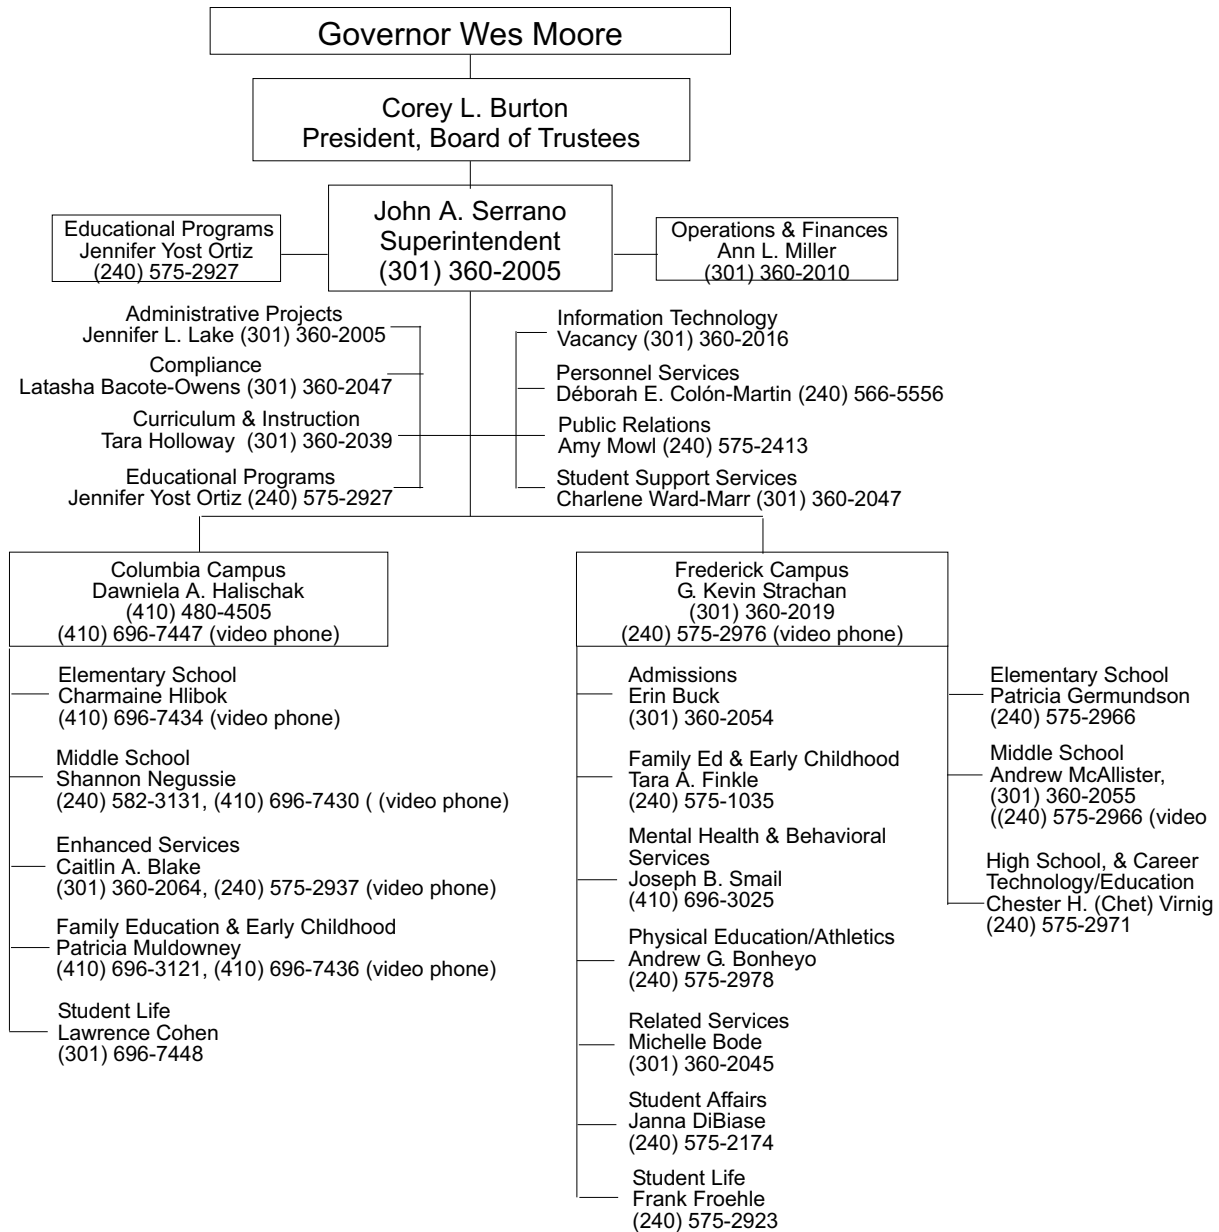 Governor Wes Moore
Corey L. Burton
President, Board of Trustees
John A. Serrano
Superintendent
(301) 360-2005
Educational Programs
Jennifer Yost Ortiz
(240) 575-2927
Operations & Finances
Ann L. Miller
(301) 360-2010
Administrative Projects
Jennifer L. Lake (301) 360-2005
Compliance
Latasha Bacote-Owens (301) 360-2047
Curriculum & Instruction
Tara Holloway (301) 360-2039
Educational Programs
Jennifer Yost Ortiz (240) 575-2927
Information Technology
Vacancy (301) 360-2016
Personnel Services
Déborah E. Colón-Martin (240) 566-5556
Public Relations
Amy Mowl (240) 575-2413
Student Support Services
Charlene Ward-Marr (301) 360-2047
Columbia Campus
Dawniela A. Halischak
(410) 480-4505
(410) 696-7447 (video phone)
Elementary School
Charmaine Hlibok
(410) 696-7434 (video phone)
Middle School
Shannon Negussie
(240) 582-3131, (410) 696-7430 ( (video phone)
Enhanced Services
Caitlin A. Blake
(301) 360-2064, (240) 575-2937 (video phone)
Family Education & Early Childhood
Patricia Muldowney
(410) 696-3121, (410) 696-7436 (video phone)
Student Life
Lawrence Cohen
(301) 696-7448
Frederick Campus
G. Kevin Strachan
(301) 360-2019
(240) 575-2976 (video phone)
Admissions
Erin Buck
(301) 360-2054
Family Ed & Early Childhood
Tara A. Finkle
(240) 575-1035
Mental Health & Behavioral
Services
Joseph B. Smail
(410) 696-3025
Physical Education/Athletics
Andrew G. Bonheyo
(240) 575-2978
Related Services
Michelle Bode
(301) 360-2045
Student Affairs
Janna DiBiase
(240) 575-2174
Student Life
Frank Froehle
(240) 575-2923
Elementary School
Patricia Germundson
(240) 575-2966
Middle School
Andrew McAllister,
(301) 360-2055
((240) 575-2966 (video
High School, & Career
Technology/Education
Chester H. (Chet) Virnig
(240) 575-2971